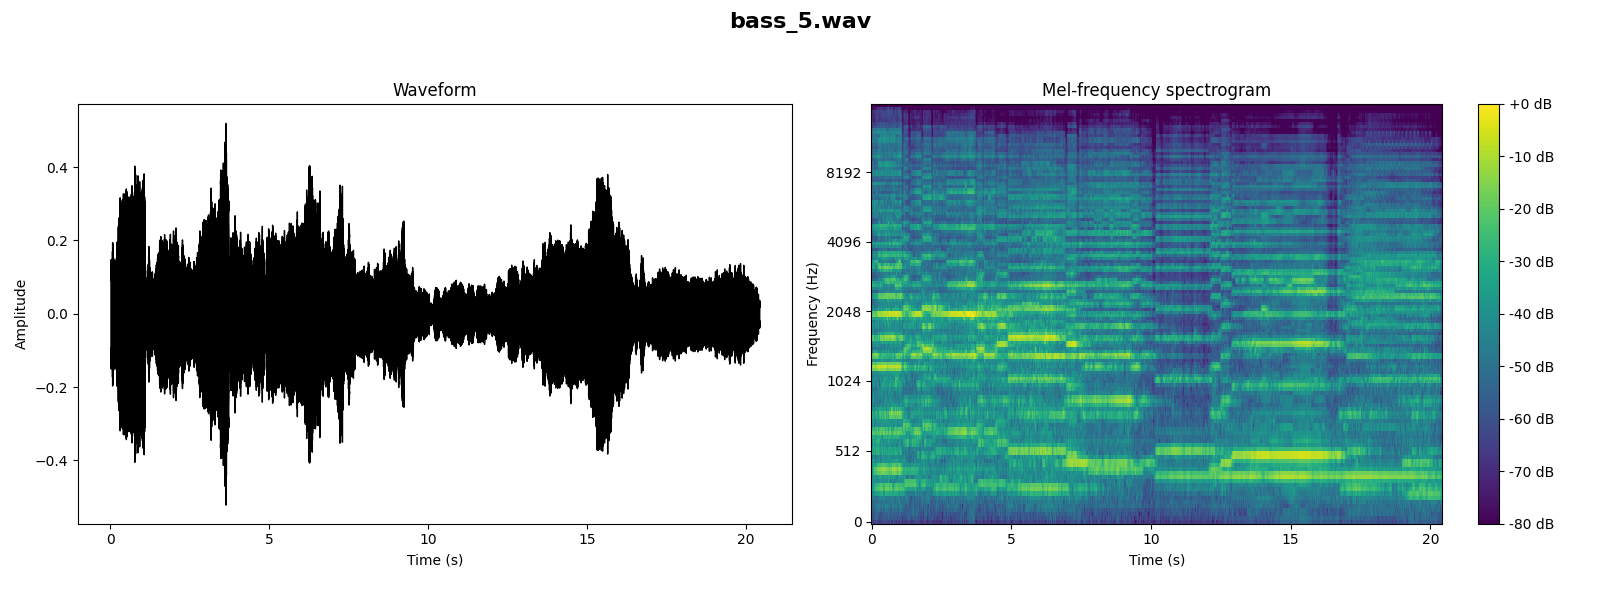 bass_5.wav
Waveform
Mel-frequency spectrogram
Amplitude
0.4
0.2
0.0
−0.2
−0.4
0
5
10
15
20
Time (s)
Frequency (Hz)
8192
4096
2048
1024
512
0
0
5
10
15
20
Time (s)
+0 dB
-10 dB
-20 dB
-30 dB
-40 dB
-50 dB
-60 dB
-70 dB
-80 dB